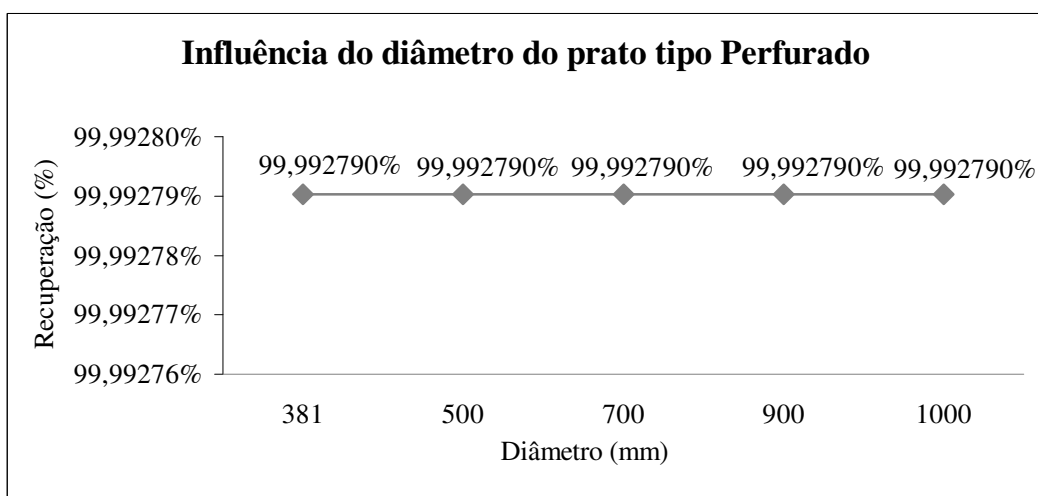 Influência do diâmetro do prato tipo Perfurado
Recuperação (%)
99,99280%
99,99279%
99,99278%
99,99277%
99,99276%
99,992790% 99,992790% 99,992790% 99,992790% 99,992790%
381 500 700 900 1000
Diâmetro (mm)